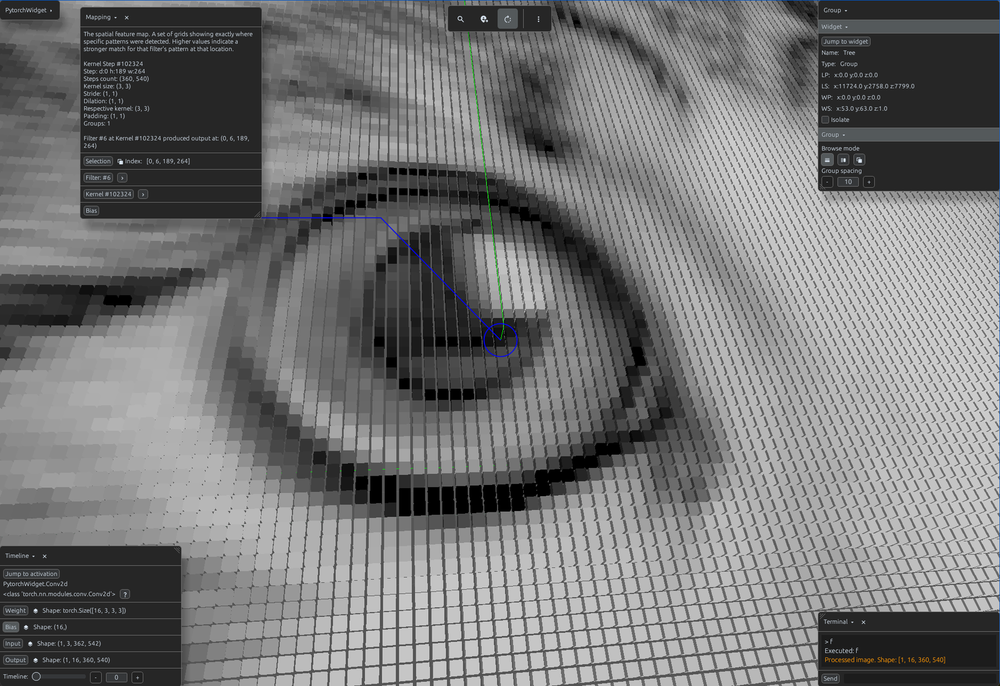 PytorchWidget
Mapping
The spatial feature map. A set of grids showing exactly where
specific patterns were detected. Higher values indicate a
stronger match for that filter's pattern at that location.
Kernel Step #102324
Step: d:0 h:189 w:264
Steps count: (360, 540)
Kernel size: (3, 3)
Stride: (1, 1)
Dilation: (1, 1)
Respective kernel: (3, 3)
Padding: (1, 1)
Groups: 1
Filter #6 at Kernel #102324 produced output at: (0, 6, 189,
264)
Selection Index: [0, 6, 189, 264]
Filter: #6
Kernel #102324
Bias
Group
Widget
Jump to widget
Name: Tree
Type: Group
LP: x:0.0 y:0.0 z:0.0
LS: x:11724.0 y:2758.0 z:7799.0
WP: x:0.0 y:0.0 z:0.0
WS: x:53.0 y:63.0 z:1.0
Isolate
Group
Browse mode
Group spacing
- 10 +
Timeline
Jump to activation
PytorchWidget.Conv2d
<class 'torch.nn.modules.conv.Conv2d'> ?
Weight Shape: torch.Size([16, 3, 3, 3])
Bias Shape: (16,)
Input Shape: (1, 3, 362, 542)
Output Shape: (1, 16, 360, 540)
Timeline: - 0 +
Terminal
> f
Executed: f
Processed image. Shape: [1, 16, 360, 540]
Send